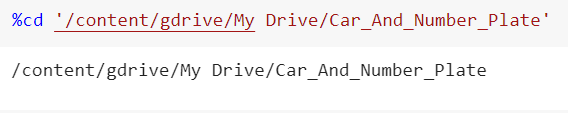 %cd '/content/gdrive/My Drive/Car_And_Number_Plate'
/content/gdrive/My Drive/Car_And_Number_Plate